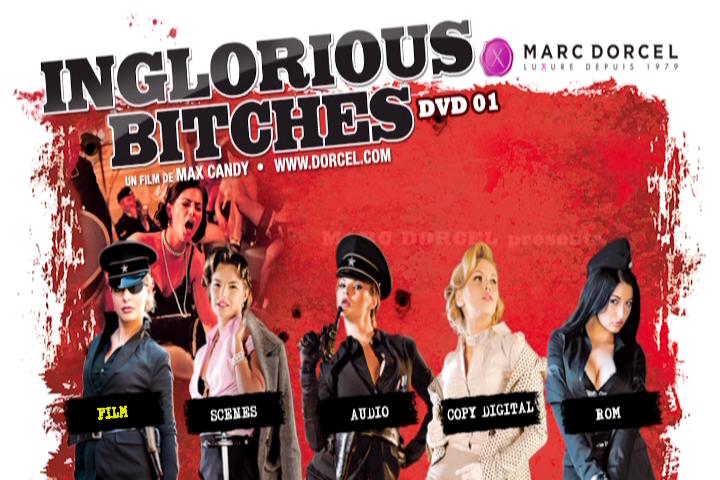 INGLORIOUS
BITCHES
DVD 01
MARC DORCEL
LUXURE DEPUIS 1979
UN FILM DE MAX CANDY • WWW.DORCEL.COM
MARC DORCEL presents
FILM
SCENES
AUDIO
COPY DIGITAL
ROM